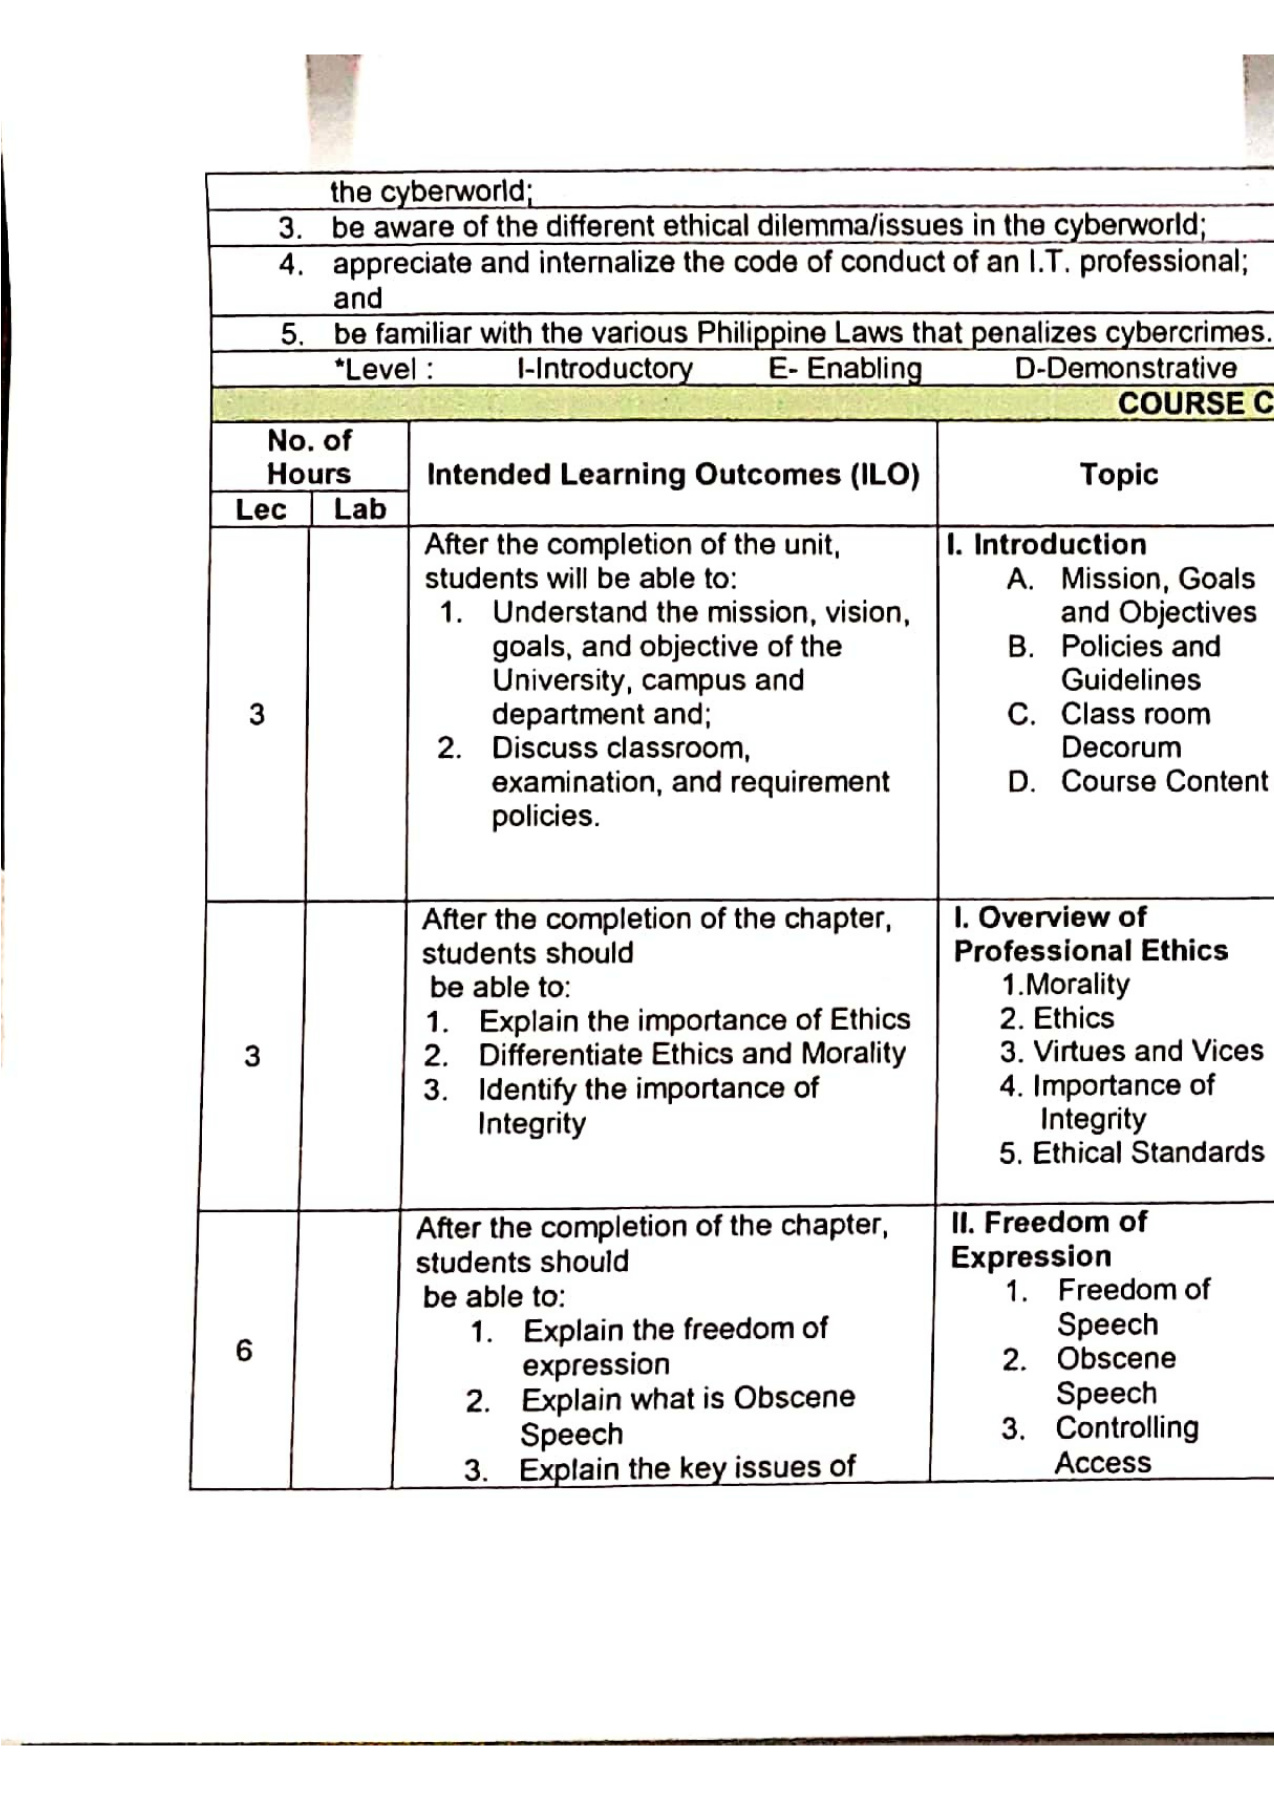 the cyberworld;
3. be aware of the different ethical dilemma/issues in the cyberworld;
4. appreciate and internalize the code of conduct of an I.T. professional;
and
5. be familiar with the various Philippine Laws that penalizes cybercrimes.
*Level : I-Introductory E- Enabling D-Demonstrative
COURSE C
No. of
Hours
Intended Learning Outcomes (ILO)
Topic
Lec Lab
3
After the completion of the unit,
students will be able to:
1. Understand the mission, vision,
goals, and objective of the
University, campus and
department and;
2. Discuss classroom,
examination, and requirement
policies.
I. Introduction
A. Mission, Goals
and Objectives
B. Policies and
Guidelines
C. Class room
Decorum
D. Course Content
3
After the completion of the chapter,
students should
be able to:
1. Explain the importance of Ethics
2. Differentiate Ethics and Morality
3. Identify the importance of
Integrity
I. Overview of
Professional Ethics
1.Morality
2. Ethics
3. Virtues and Vices
4. Importance of
Integrity
5. Ethical Standards
6
After the completion of the chapter,
students should
be able to:
1. Explain the freedom of
expression
2. Explain what is Obscene
Speech
3. Explain the key issues of
II. Freedom of
Expression
1. Freedom of
Speech
2. Obscene
Speech
3. Controlling
Access